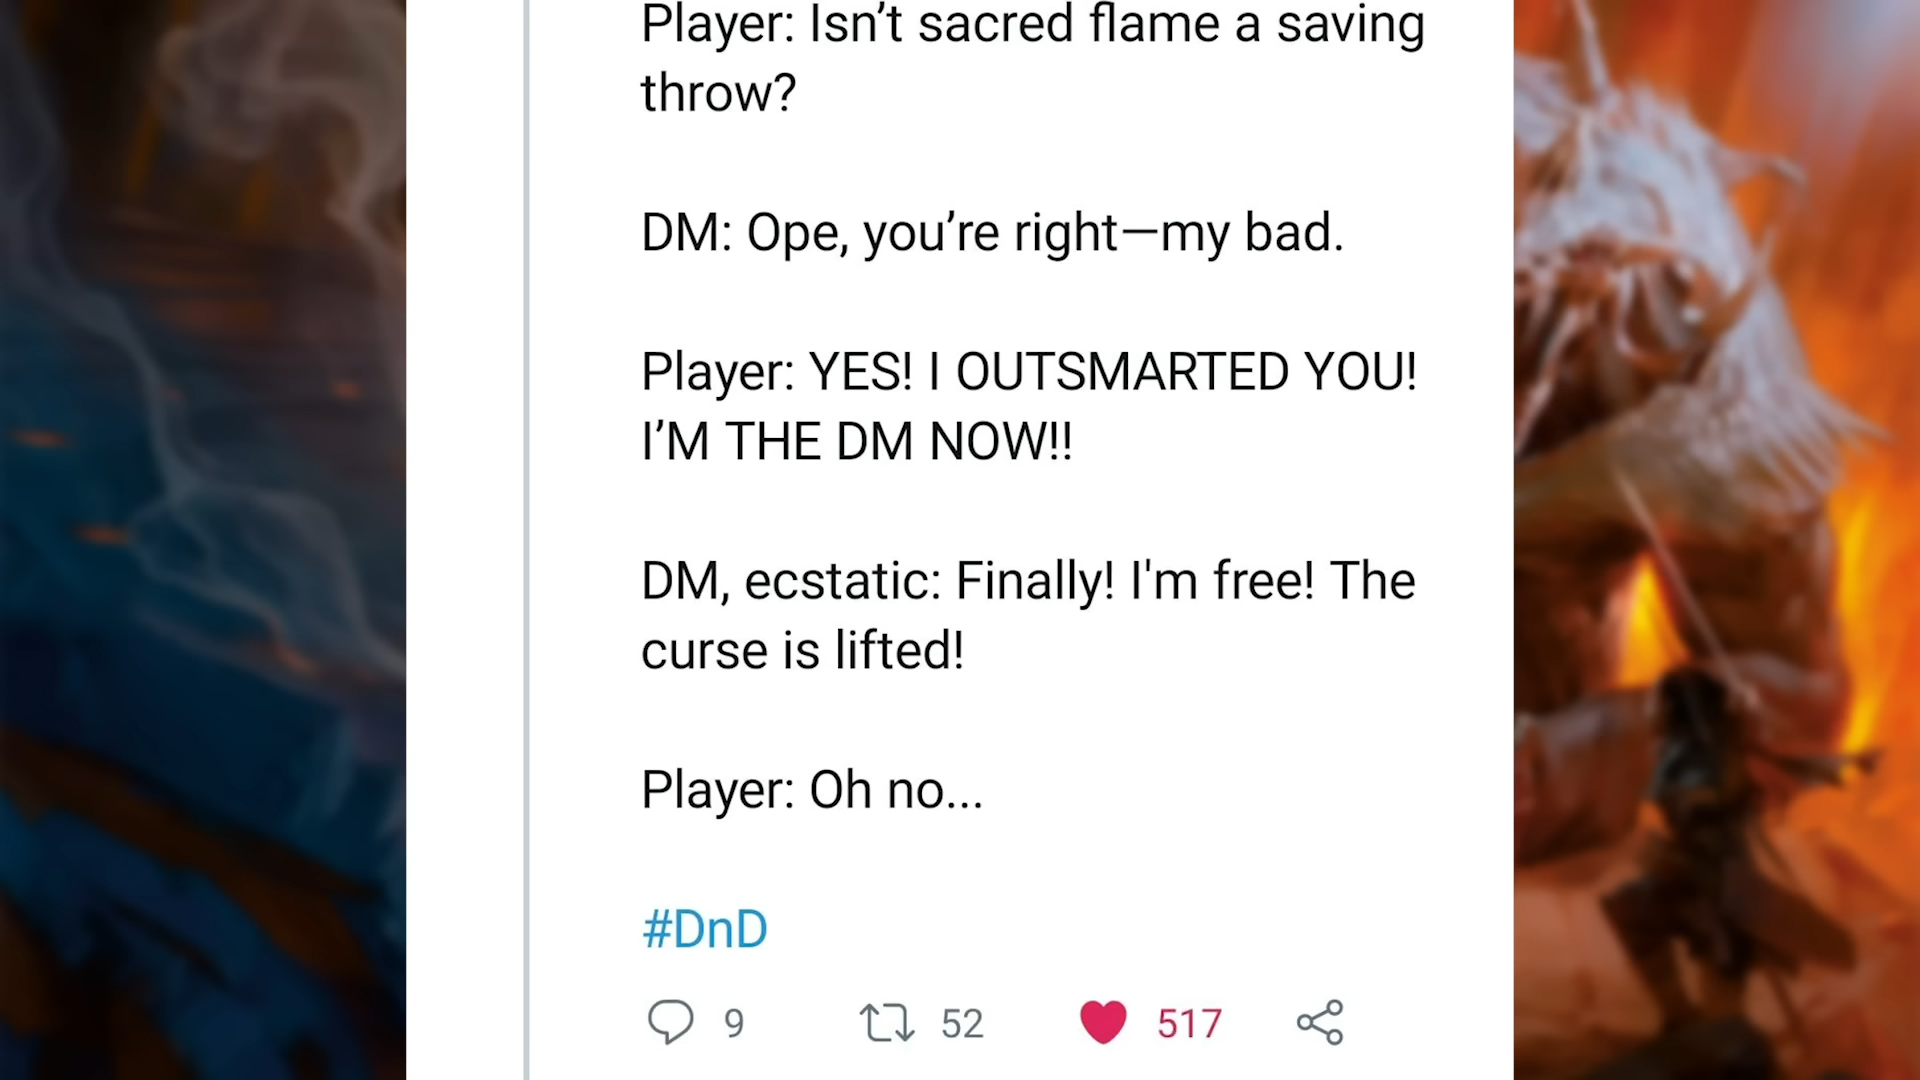 Player: Isn’t sacred flame a saving
throw?
DM: Ope, you’re right—my bad.
Player: YES! I OUTSMARTED YOU!
I’M THE DM NOW!!
DM, ecstatic: Finally! I'm free! The
curse is lifted!
Player: Oh no...
#DnD
9 52 517